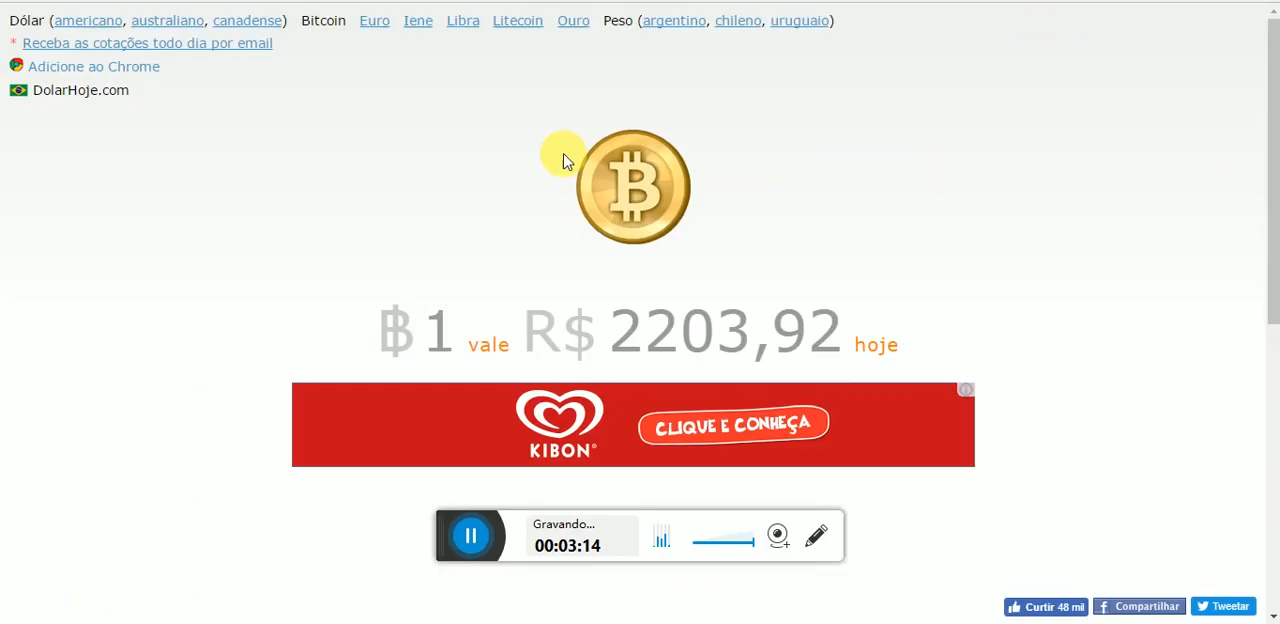 Dólar (americano, australiano, canadense) Bitcoin Euro Iene Libra Litecoin Ouro Peso (argentino, chileno, uruguaio)
* Receba as cotações todo dia por email
Adicione ao Chrome
DolarHoje.com
฿ 1 vale R$ 2203,92 hoje
KIBON®
CLIQUE E CONHEÇA
Gravando...
00:03:14
Curtir 48 mil Compartilhar Tweetar